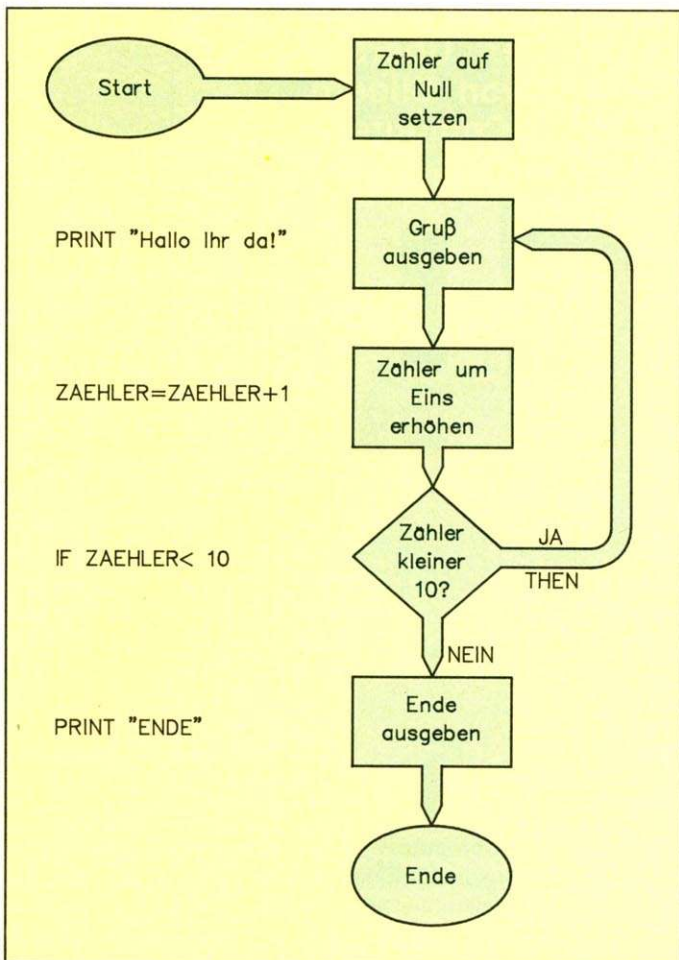 Start
Zähler auf
Null
setzen
PRINT "Hallo Ihr da!"
Gruß
ausgeben
ZAEHLER=ZAEHLER+1
Zähler um
Eins
erhöhen
IF ZAEHLER< 10
Zähler
kleiner
10?
JA
THEN
NEIN
PRINT "ENDE"
Ende
ausgeben
Ende